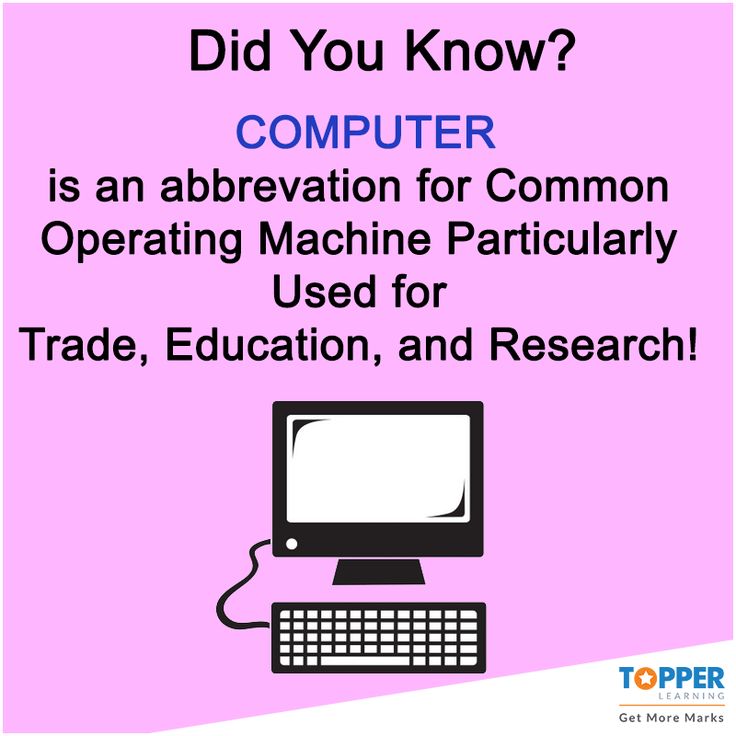 Did You Know?
COMPUTER
is an abbrevation for Common
Operating Machine Particularly
Used for
Trade, Education, and Research!
TOPPER
LEARNING
Get More Marks